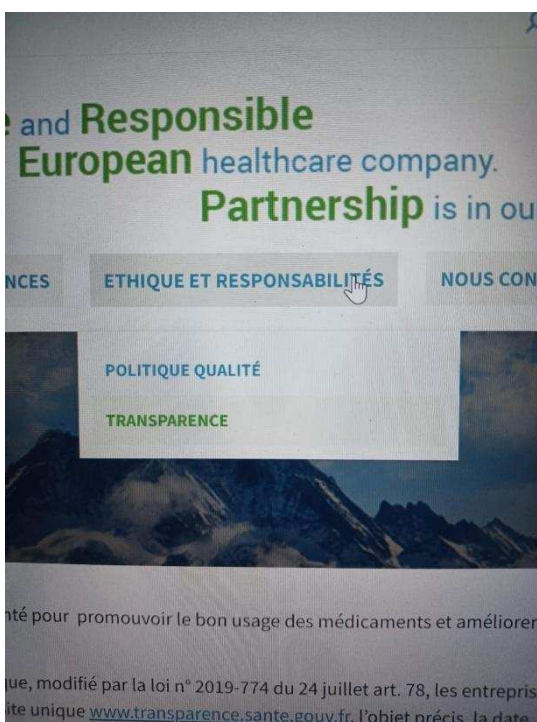 and Responsible
European healthcare company.
Partnership is in ou
NCES ETHIQUE ET RESPONSABILITÉS NOUS CON
POLITIQUE QUALITÉ
TRANSPARENCE
nté pour promouvoir le bon usage des médicaments et améliorer
que, modifié par la loi n° 2019-774 du 24 juillet art. 78, les entrepris
ite unique www.transparence.sante.gouv.fr, l'objet précis, la date